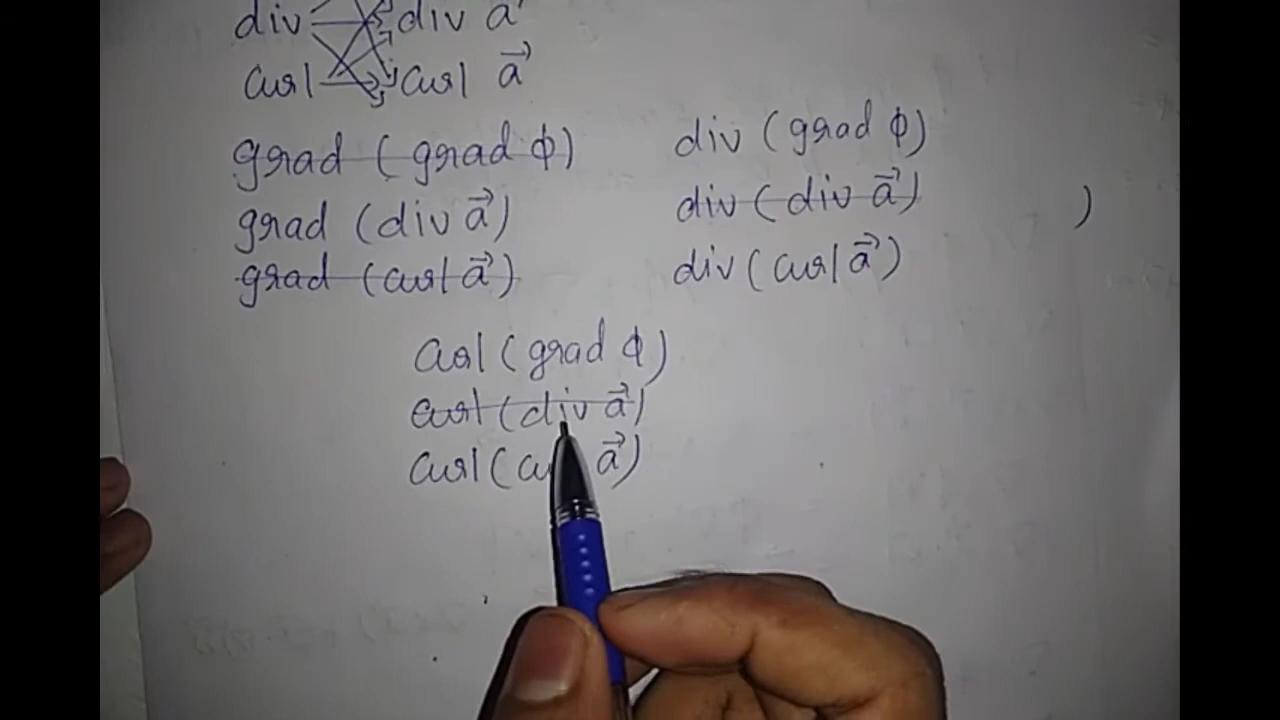 div div a⃗
curl curl a⃗
grad (grad ϕ) div (grad ϕ)
grad (div a⃗) div (div a⃗) )
grad (curl a⃗) div (curl a⃗)
curl (grad ϕ)
curl (div a⃗)
curl ( a⃗)